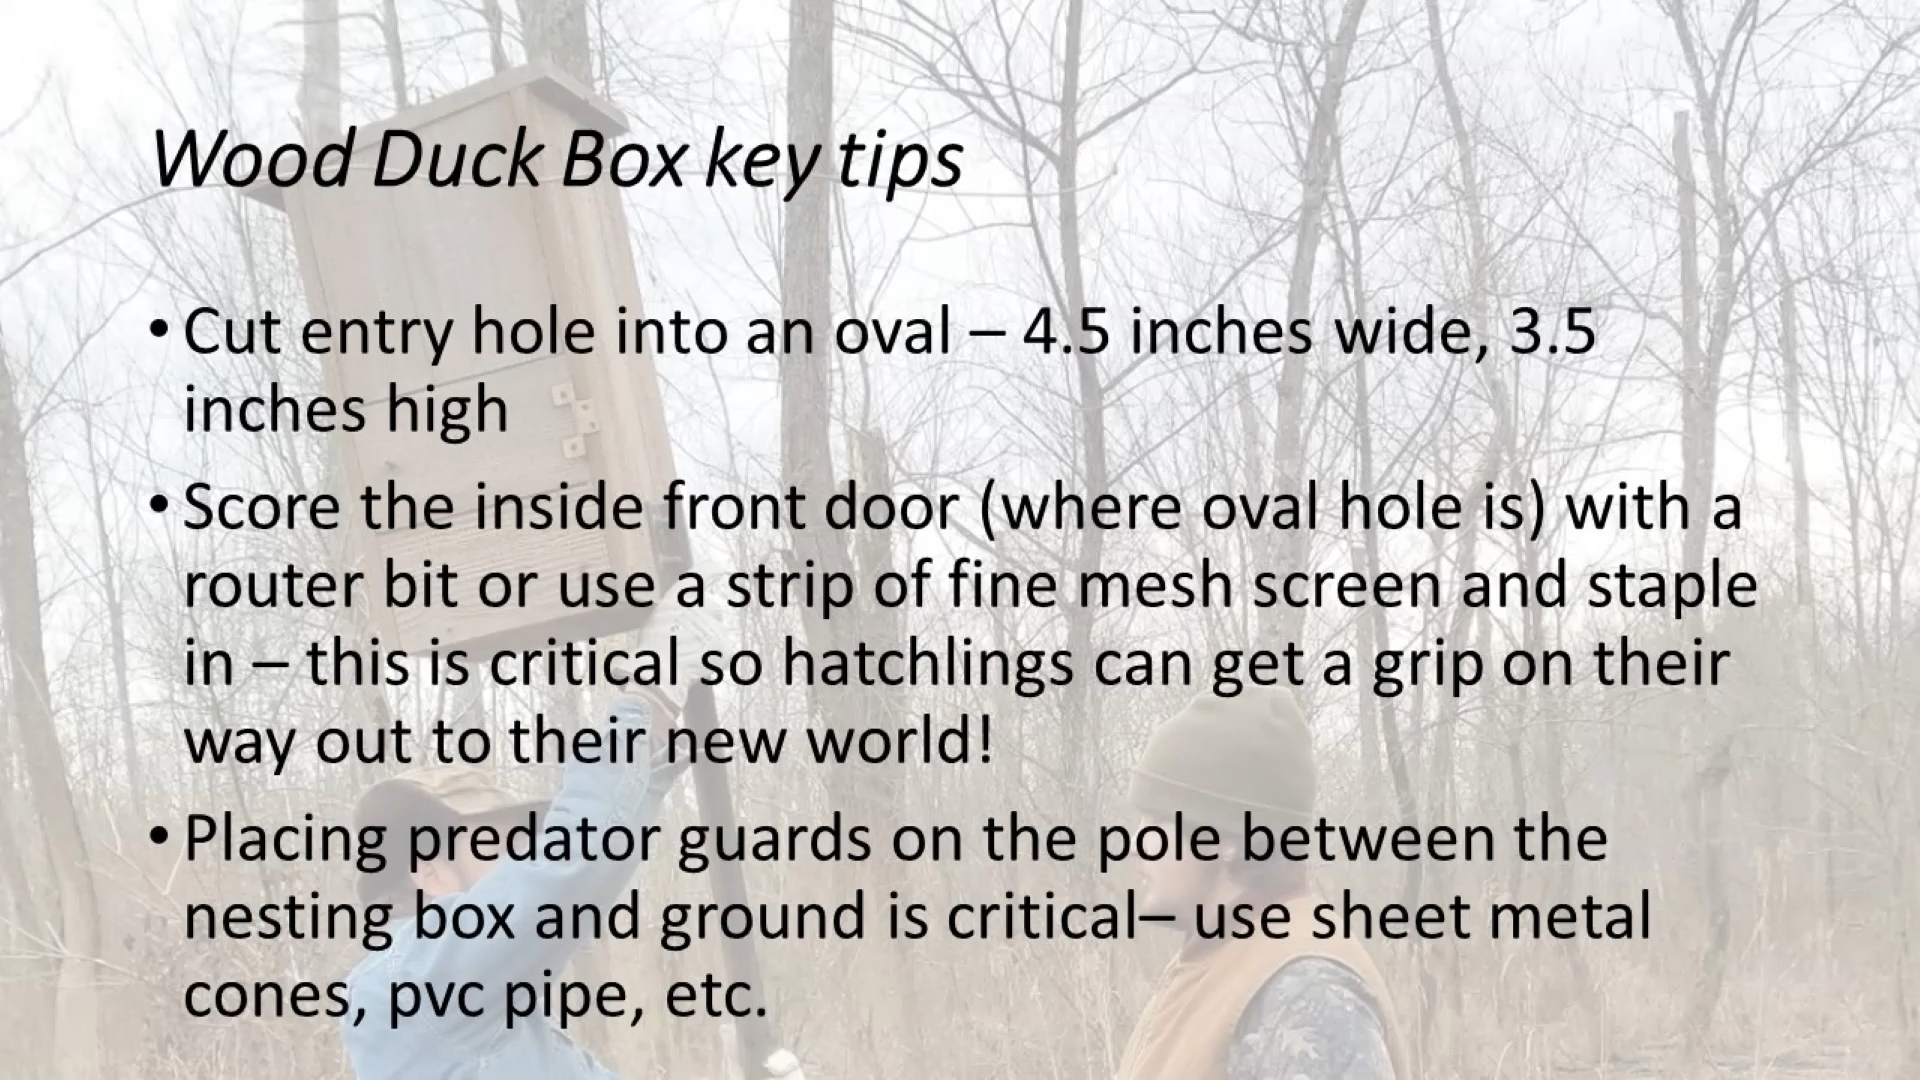 Wood Duck Box key tips
• Cut entry hole into an oval – 4.5 inches wide, 3.5
inches high
• Score the inside front door (where oval hole is) with a
router bit or use a strip of fine mesh screen and staple
in – this is critical so hatchlings can get a grip on their
way out to their new world!
• Placing predator guards on the pole between the
nesting box and ground is critical– use sheet metal
cones, pvc pipe, etc.